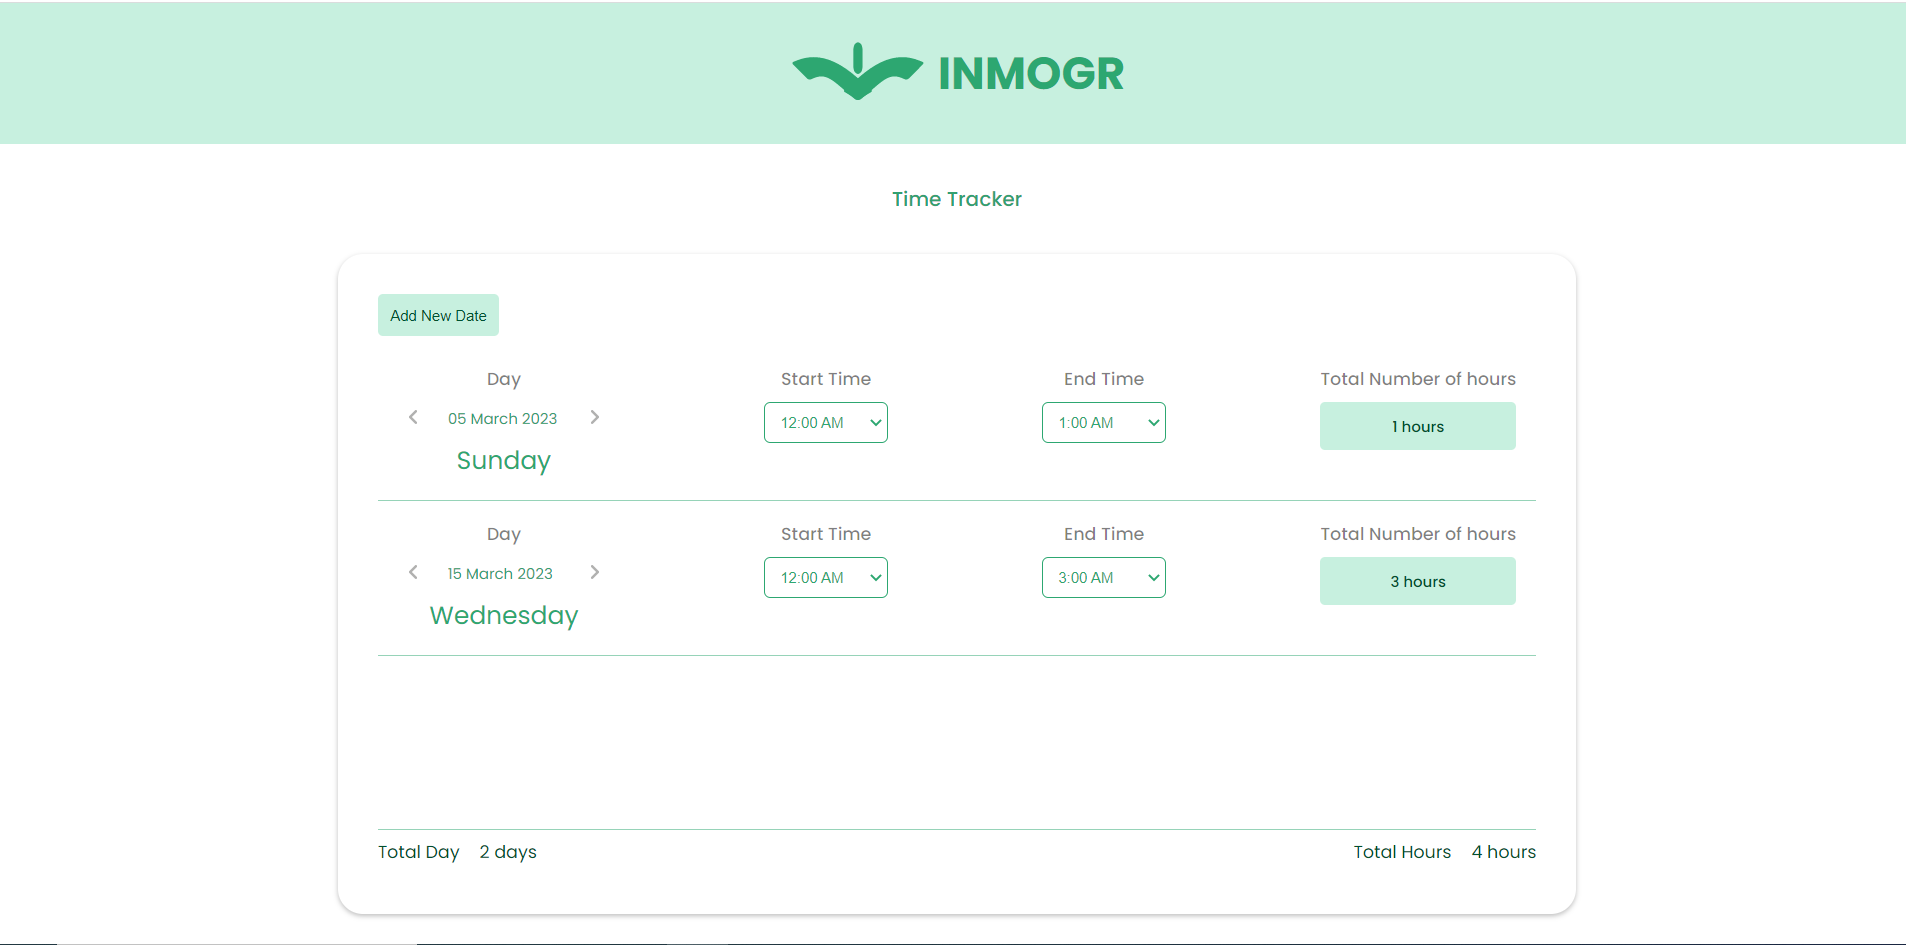 INMOGR
Time Tracker
Add New Date
Day Start Time End Time Total Number of hours
05 March 2023 12:00 AM 1:00 AM 1 hours
Sunday
Day Start Time End Time Total Number of hours
15 March 2023 12:00 AM 3:00 AM 3 hours
Wednesday
Total Day 2 days Total Hours 4 hours